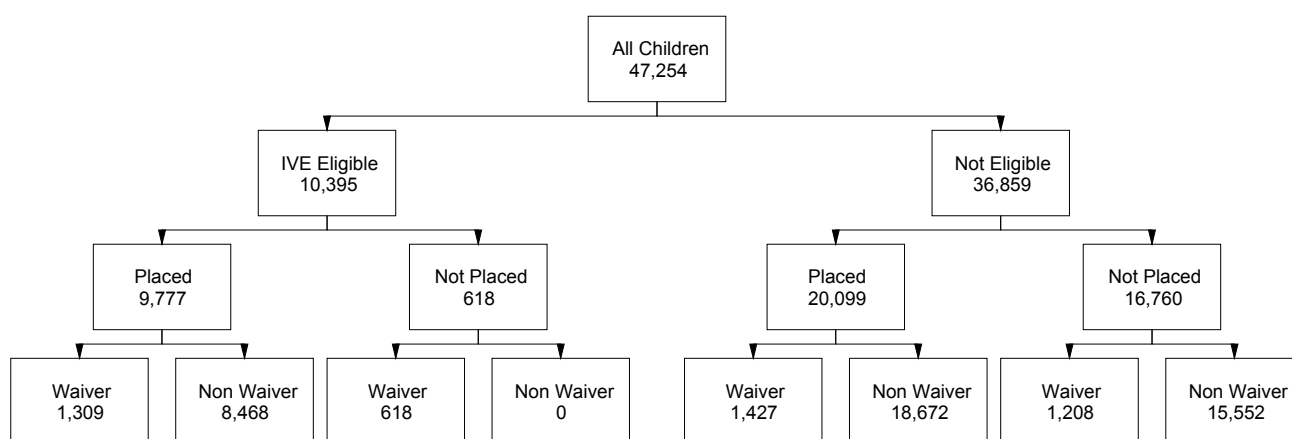 All Children
47,254
IVE Eligible
10,395
Not Eligible
36,859
Placed
9,777
Not Placed
618
Placed
20,099
Not Placed
16,760
Waiver
1,309
Non Waiver
8,468
Waiver
618
Non Waiver
0
Waiver
1,427
Non Waiver
18,672
Waiver
1,208
Non Waiver
15,552